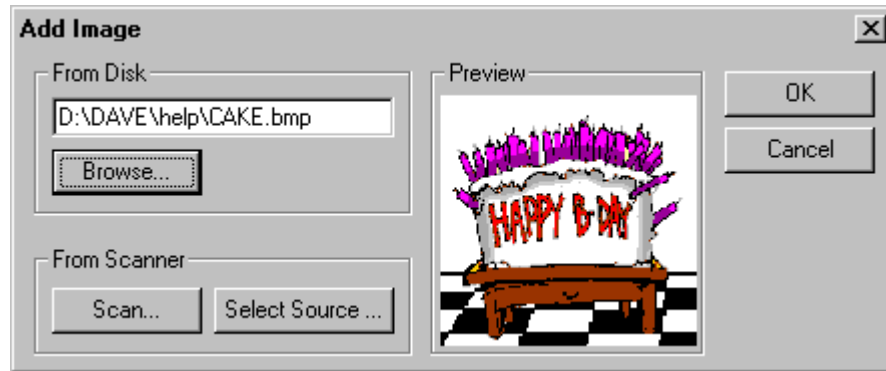 Add Image
From Disk
D:\DAVE\help\CAKE.bmp
Browse...
From Scanner
Scan...
Select Source ...
Preview
HAPPY B-DAY
OK
Cancel